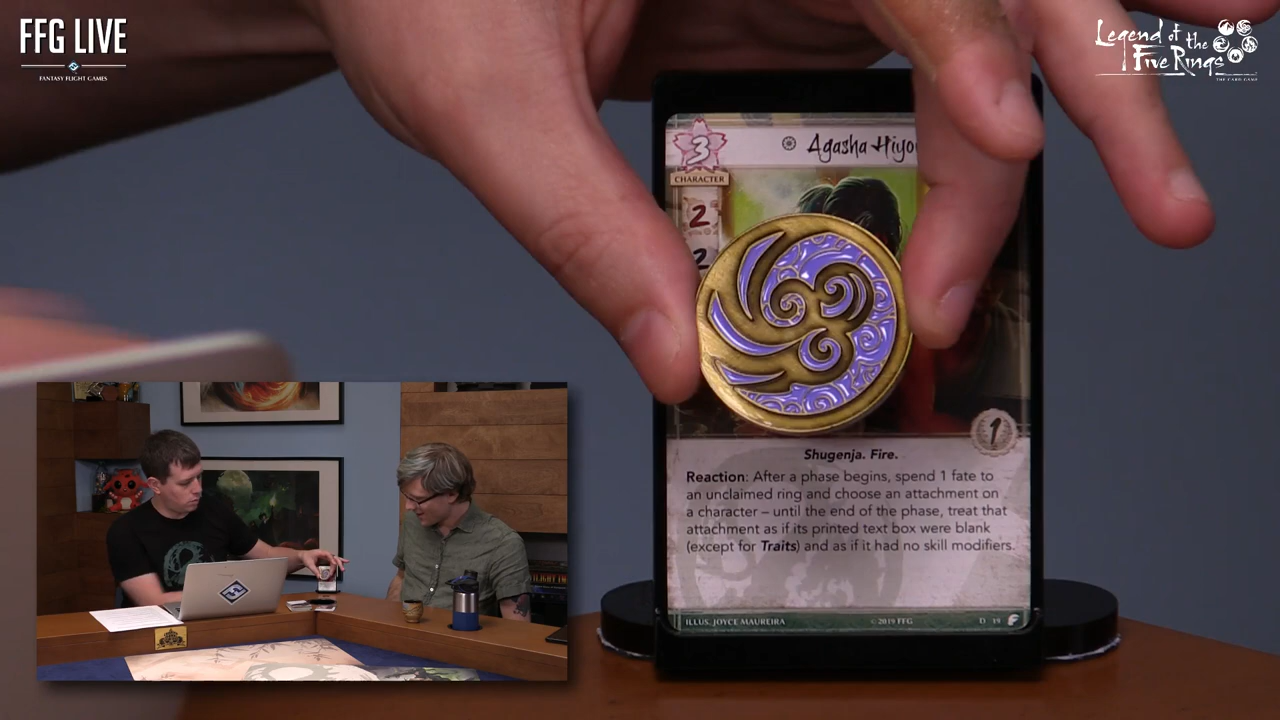 FFG LIVE
FANTASY FLIGHT GAMES
Legend of the
Five Rings
THE CARD GAME
3
Agasha Hiyo
CHARACTER
2
2
1
Shugenja. Fire.
Reaction: After a phase begins, spend 1 fate to
an unclaimed ring and choose an attachment on
a character – until the end of the phase, treat that
attachment as if its printed text box were blank
(except for Traits) and as if it had no skill modifiers.
ILLUS. JOYCE MAUREIRA
©2019 FFG
D 19